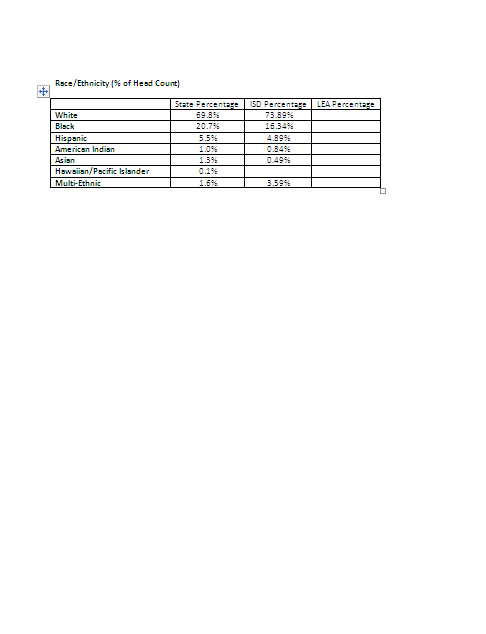 Race/Ethnicity (% of Head Count)
State Percentage ISD Percentage LEA Percentage
White 69.8% 73.89%
Black 20.7% 16.34%
Hispanic 5.5% 4.89%
American Indian 1.0% 0.84%
Asian 1.3% 0.49%
Hawaiian/Pacific Islander 0.1%
Multi-Ethnic 1.6% 3.59%